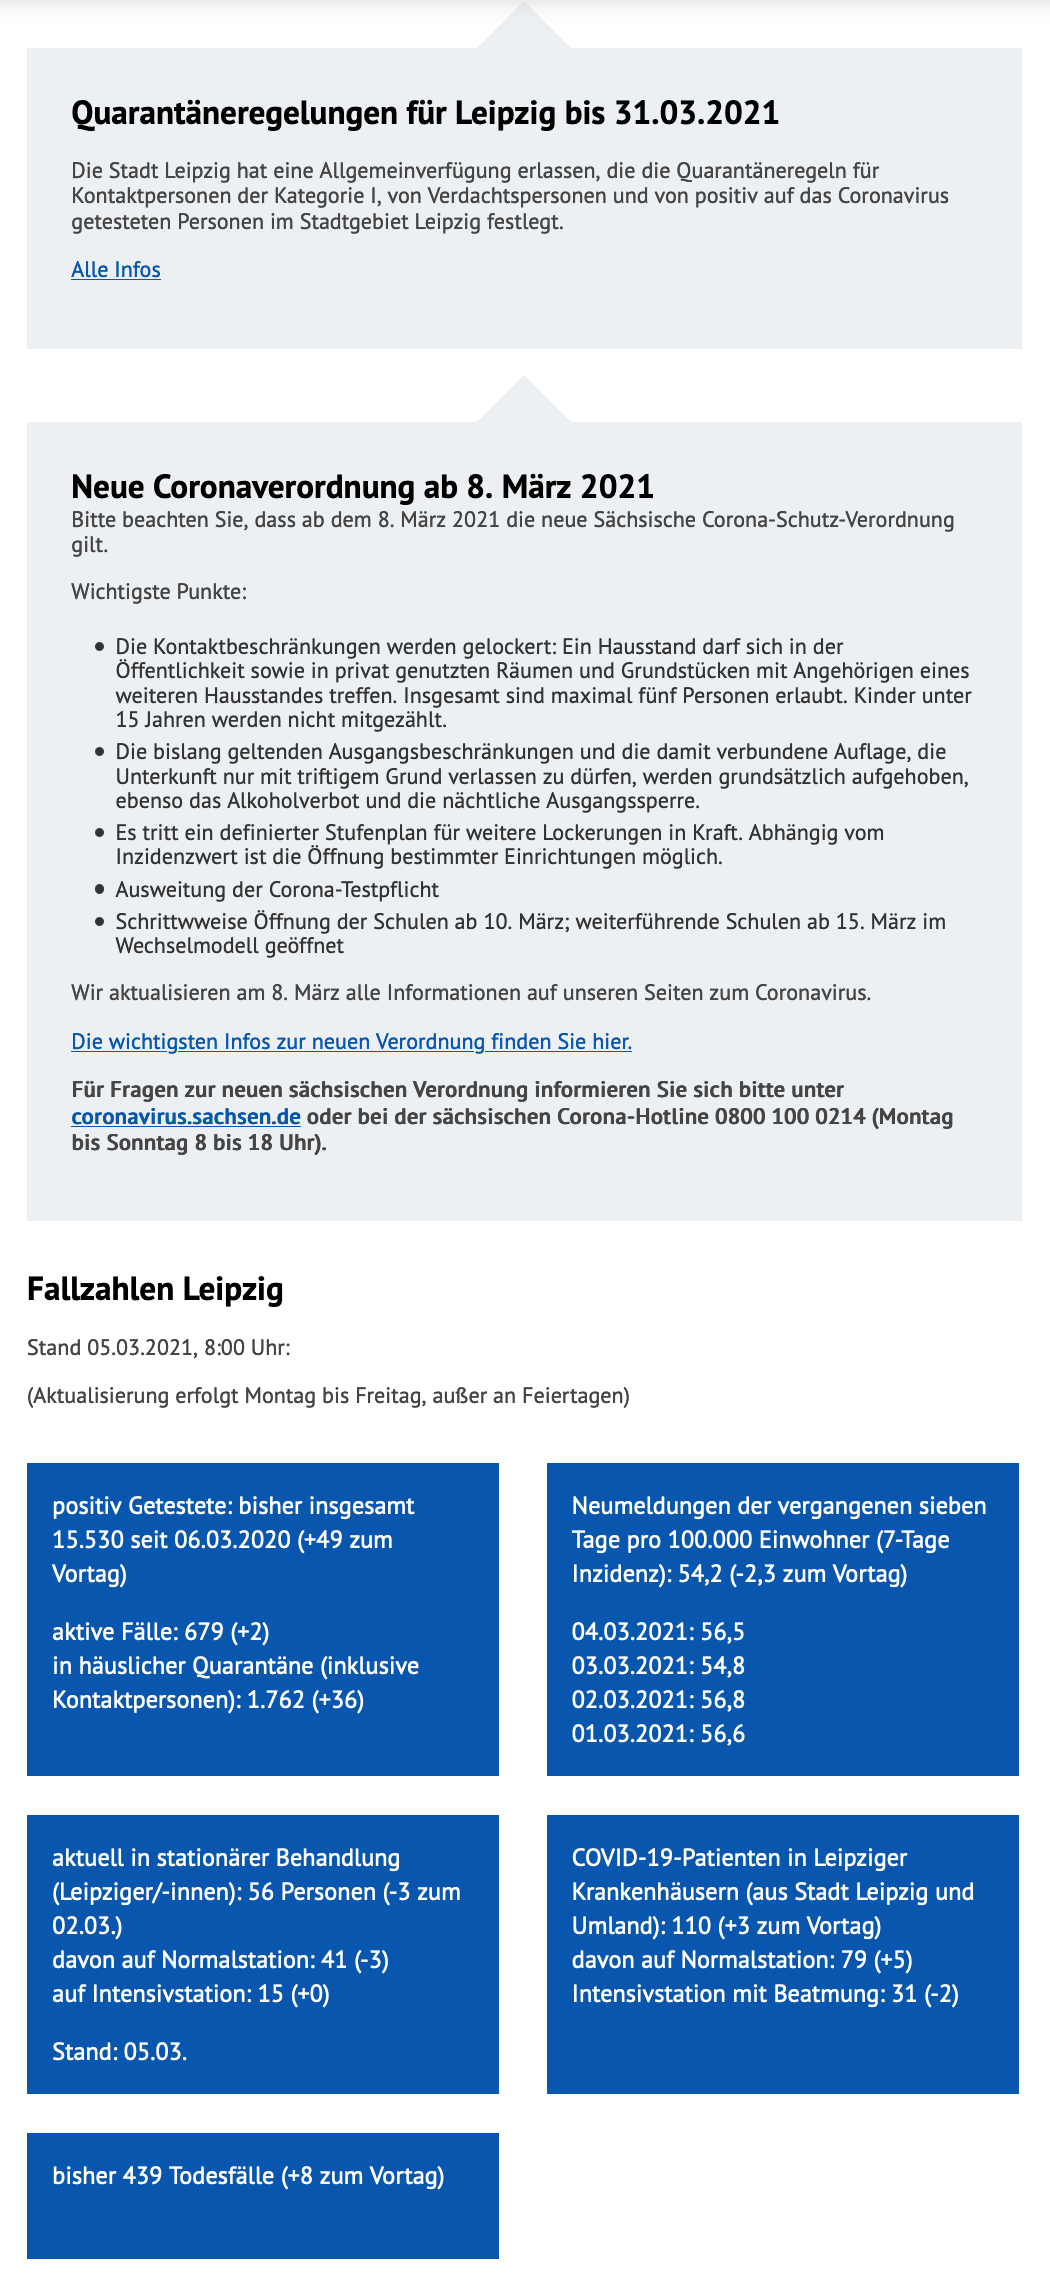 Quarantäneregelungen für Leipzig bis 31.03.2021
Die Stadt Leipzig hat eine Allgemeinverfügung erlassen, die die Quarantäneregeln für
Kontaktpersonen der Kategorie I, von Verdachtspersonen und von positiv auf das Coronavirus
getesteten Personen im Stadtgebiet Leipzig festlegt.
Alle Infos
Neue Coronaverordnung ab 8. März 2021
Bitte beachten Sie, dass ab dem 8. März 2021 die neue Sächsische Corona-Schutz-Verordnung
gilt.
Wichtigste Punkte:
• Die Kontaktbeschränkungen werden gelockert: Ein Hausstand darf sich in der
Öffentlichkeit sowie in privat genutzten Räumen und Grundstücken mit Angehörigen eines
weiteren Hausstandes treffen. Insgesamt sind maximal fünf Personen erlaubt. Kinder unter
15 Jahren werden nicht mitgezählt.
• Die bislang geltenden Ausgangsbeschränkungen und die damit verbundene Auflage, die
Unterkunft nur mit triftigem Grund verlassen zu dürfen, werden grundsätzlich aufgehoben,
ebenso das Alkoholverbot und die nächtliche Ausgangssperre.
• Es tritt ein definierter Stufenplan für weitere Lockerungen in Kraft. Abhängig vom
Inzidenzwert ist die Öffnung bestimmter Einrichtungen möglich.
• Ausweitung der Corona-Testpflicht
• Schrittwweise Öffnung der Schulen ab 10. März; weiterführende Schulen ab 15. März im
Wechselmodell geöffnet
Wir aktualisieren am 8. März alle Informationen auf unseren Seiten zum Coronavirus.
Die wichtigsten Infos zur neuen Verordnung finden Sie hier.
Für Fragen zur neuen sächsischen Verordnung informieren Sie sich bitte unter
coronavirus.sachsen.de oder bei der sächsischen Corona-Hotline 0800 100 0214 (Montag
bis Sonntag 8 bis 18 Uhr).
Fallzahlen Leipzig
Stand 05.03.2021, 8:00 Uhr:
(Aktualisierung erfolgt Montag bis Freitag, außer an Feiertagen)
positiv Getestete: bisher insgesamt
15.530 seit 06.03.2020 (+49 zum
Vortag)
aktive Fälle: 679 (+2)
in häuslicher Quarantäne (inklusive
Kontaktpersonen): 1.762 (+36)
Neumeldungen der vergangenen sieben
Tage pro 100.000 Einwohner (7-Tage
Inzidenz): 54,2 (-2,3 zum Vortag)
04.03.2021: 56,5
03.03.2021: 54,8
02.03.2021: 56,8
01.03.2021: 56,6
aktuell in stationärer Behandlung
(Leipziger/-innen): 56 Personen (-3 zum
02.03.)
davon auf Normalstation: 41 (-3)
auf Intensivstation: 15 (+0)
Stand: 05.03.
COVID-19-Patienten in Leipziger
Krankenhäusern (aus Stadt Leipzig und
Umland): 110 (+3 zum Vortag)
davon auf Normalstation: 79 (+5)
Intensivstation mit Beatmung: 31 (-2)
bisher 439 Todesfälle (+8 zum Vortag)